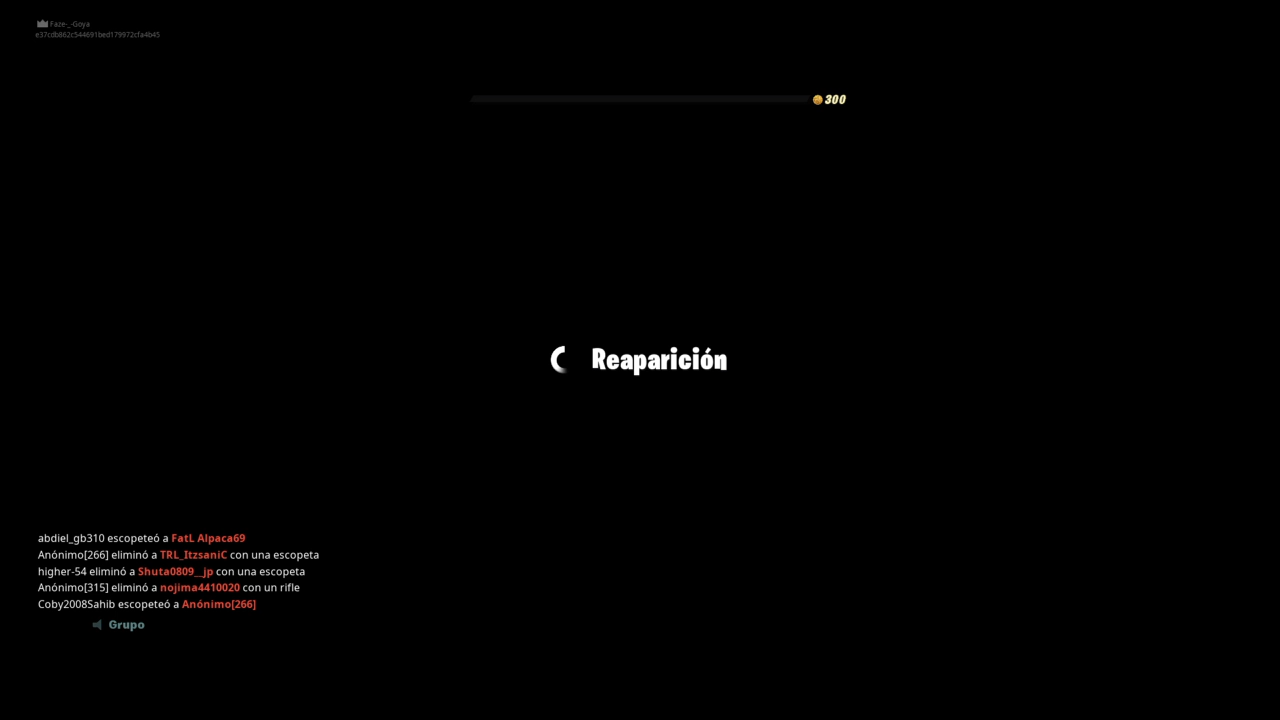 Faze-_-Goya
e37cdb862c544691bed179972cfa4b45
300
Reaparición
abdiel_gb310 escopeteó a FatL Alpaca69
Anónimo[266] eliminó a TRL_ItzsaniC con una escopeta
higher-54 eliminó a Shuta0809__jp con una escopeta
Anónimo[315] eliminó a nojima4410020 con un rifle
Coby2008Sahib escopeteó a Anónimo[266]
Grupo